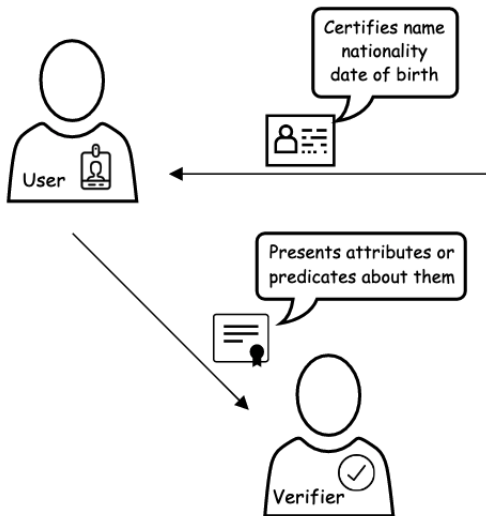 Certifies name
nationality
date of birth
User
Presents attributes or
predicates about them
Verifier